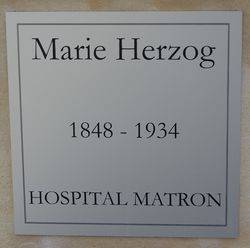 Marie Herzog
1848 - 1934
HOSPITAL MATRON